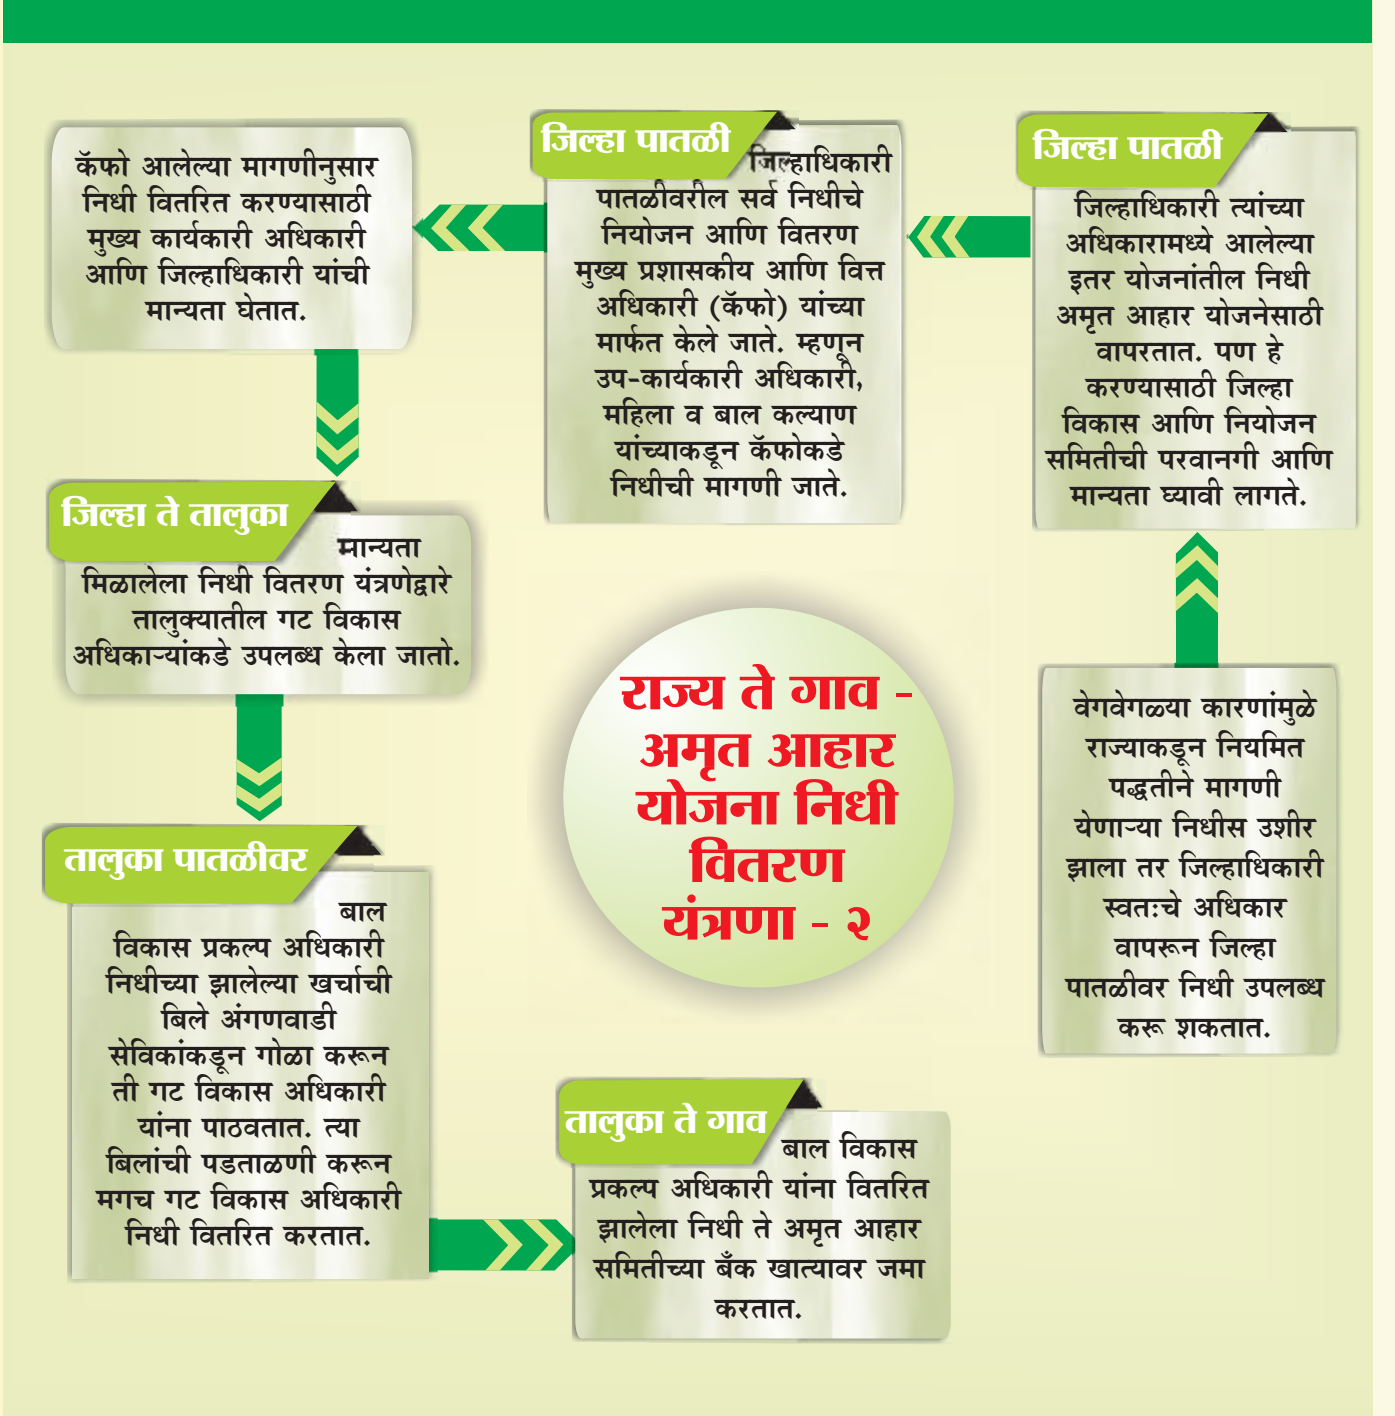 जिल्हा पातळी
जिल्हाधिकारी त्यांच्या
अधिकारामध्ये आलेल्या
इतर योजनांतील निधी
अमृत आहार योजनेसाठी
वापरतात. पण हे
करण्यासाठी जिल्हा
विकास आणि नियोजन
समितीची परवानगी आणि
मान्यता घ्यावी लागते.
जिल्हा पातळी
जिल्हाधिकारी
पातळीवरील सर्व निधीचे
नियोजन आणि वितरण
मुख्य प्रशासकीय आणि वित्त
अधिकारी (कॅफो) यांच्या
मार्फत केले जाते. म्हणून
उप-कार्यकारी अधिकारी,
महिला व बाल कल्याण
यांच्याकडून कॅफोकडे
निधीची मागणी जाते.
कॅफो आलेल्या मागणीनुसार
निधी वितरित करण्यासाठी
मुख्य कार्यकारी अधिकारी
आणि जिल्हाधिकारी यांची
मान्यता घेतात.
जिल्हा ते तालुका
मान्यता
मिळालेला निधी वितरण यंत्रणेद्वारे
तालुक्यातील गट विकास
अधिकाऱ्यांकडे उपलब्ध केला जातो.
राज्य ते गाव -
अमृत आहार
योजना निधी
वितरण
यंत्रणा - २
वेगवेगळ्या कारणांमुळे
राज्याकडून नियमित
पद्धतीने मागणी
येणाऱ्या निधीस उशीर
झाला तर जिल्हाधिकारी
स्वतःचे अधिकार
वापरून जिल्हा
पातळीवर निधी उपलब्ध
करू शकतात.
तालुका पातळीवर
बाल
विकास प्रकल्प अधिकारी
निधीच्या झालेल्या खर्चाची
बिले अंगणवाडी
सेविकांकडून गोळा करून
ती गट विकास अधिकारी
यांना पाठवतात. त्या
बिलांची पडताळणी करून
मगच गट विकास अधिकारी
निधी वितरित करतात.
तालुका ते गाव
बाल विकास
प्रकल्प अधिकारी यांना वितरित
झालेला निधी ते अमृत आहार
समितीच्या बँक खात्यावर जमा
करतात.